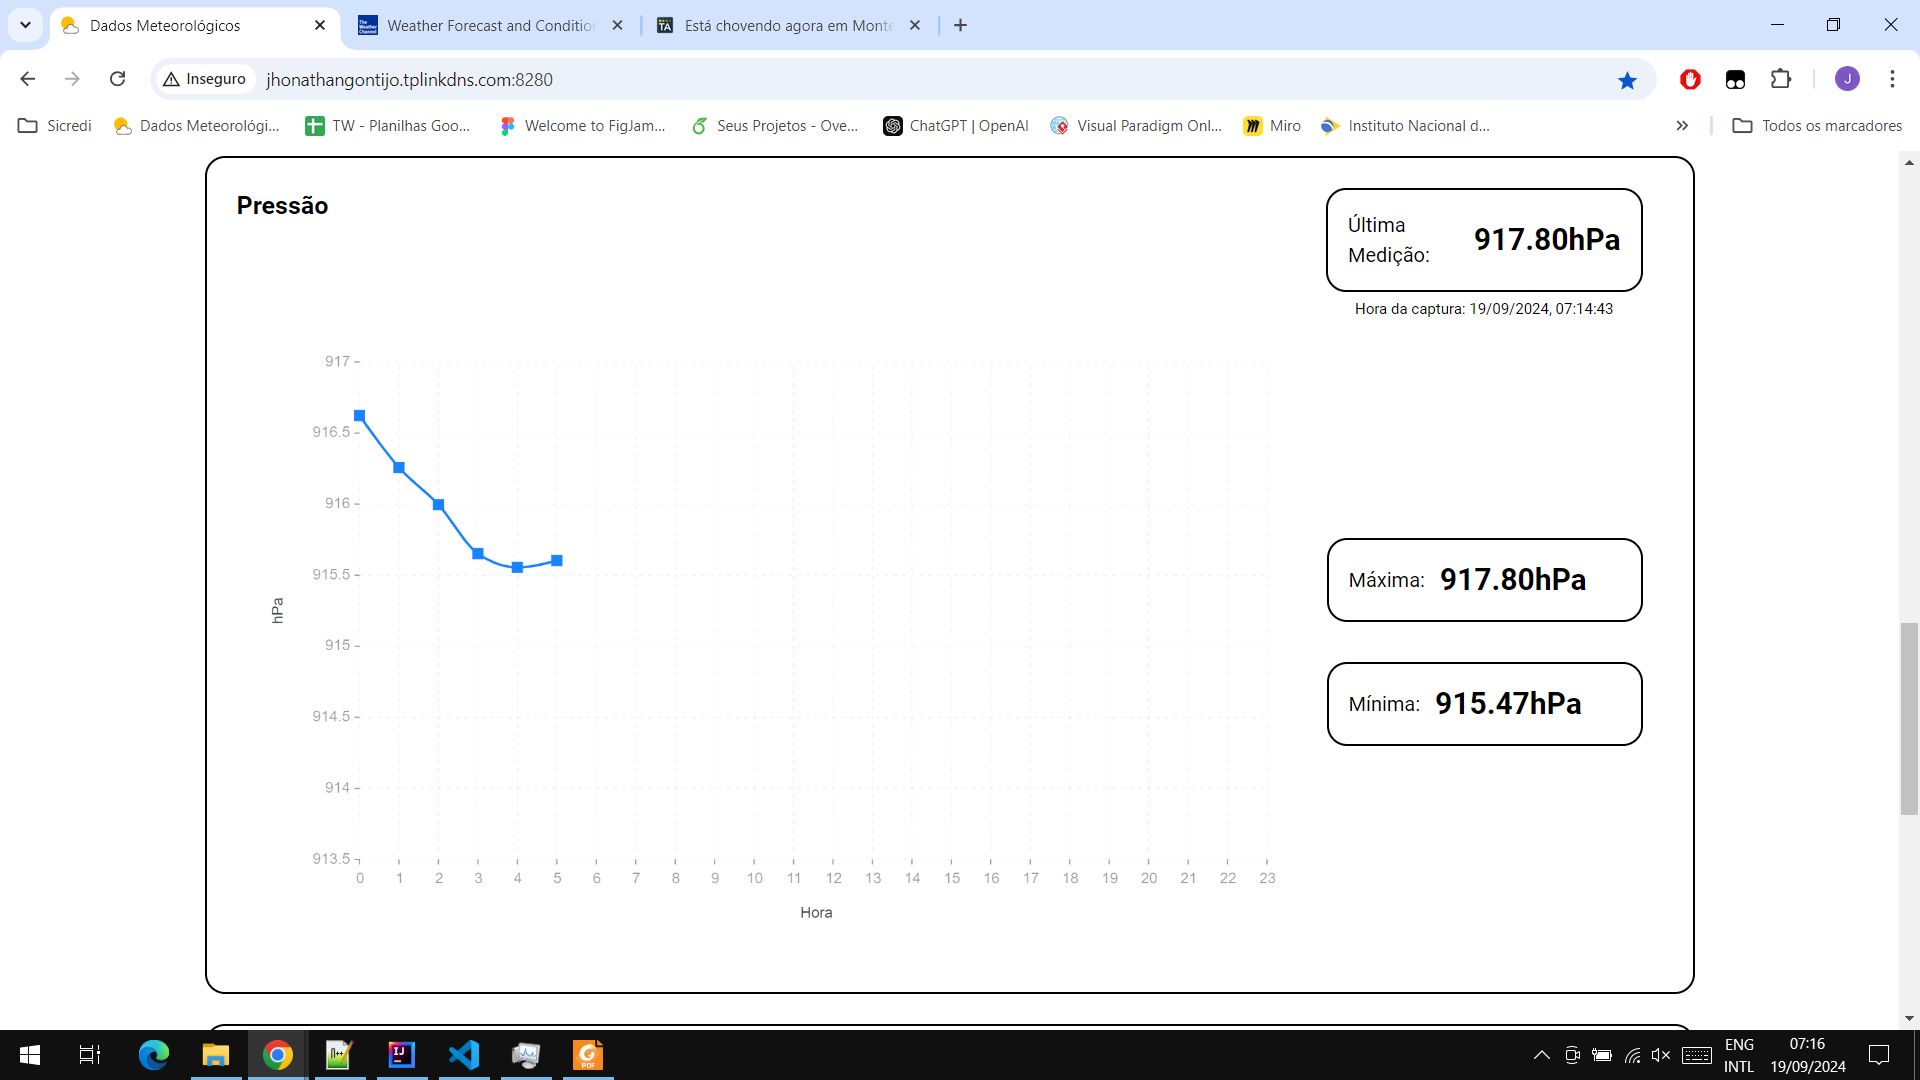 Dados Meteorológicos
Weather Forecast and Conditio
Está chovendo agora em Monte
Inseguro
jhonathangontijo.tplinkdns.com:8280
J
Sicredi
Dados Meteorológi...
TW - Planilhas Goo...
Welcome to FigJam...
Seus Projetos - Ove...
ChatGPT | OpenAI
Visual Paradigm Onl...
Miro
Instituto Nacional d...
Todos os marcadores
Pressão
Última
Medição:
917.80hPa
Hora da captura: 19/09/2024, 07:14:43
917
916.5
916
915.5
915
914.5
914
913.5
hPa
0 1 2 3 4 5 6 7 8 9 10 11 12 13 14 15 16 17 18 19 20 21 22 23
Hora
Máxima: 917.80hPa
Mínima: 915.47hPa
ENG
INTL
07:16
19/09/2024